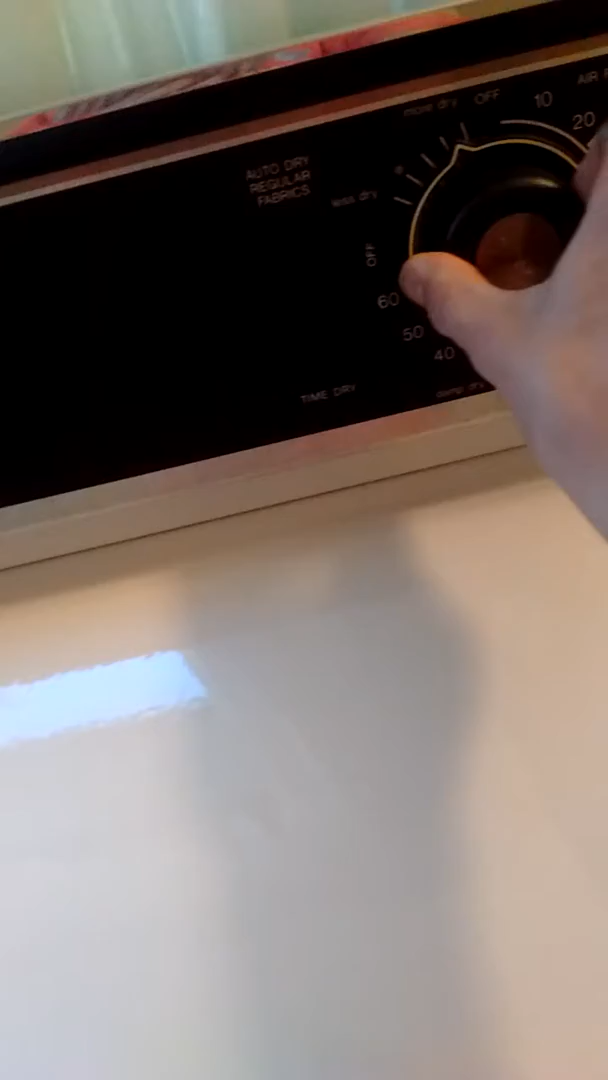 more dry OFF 10 AIR
20
AUTO DRY
REGULAR
FABRICS
less dry
OFF
60
50
40
TIME DRY
damp dry